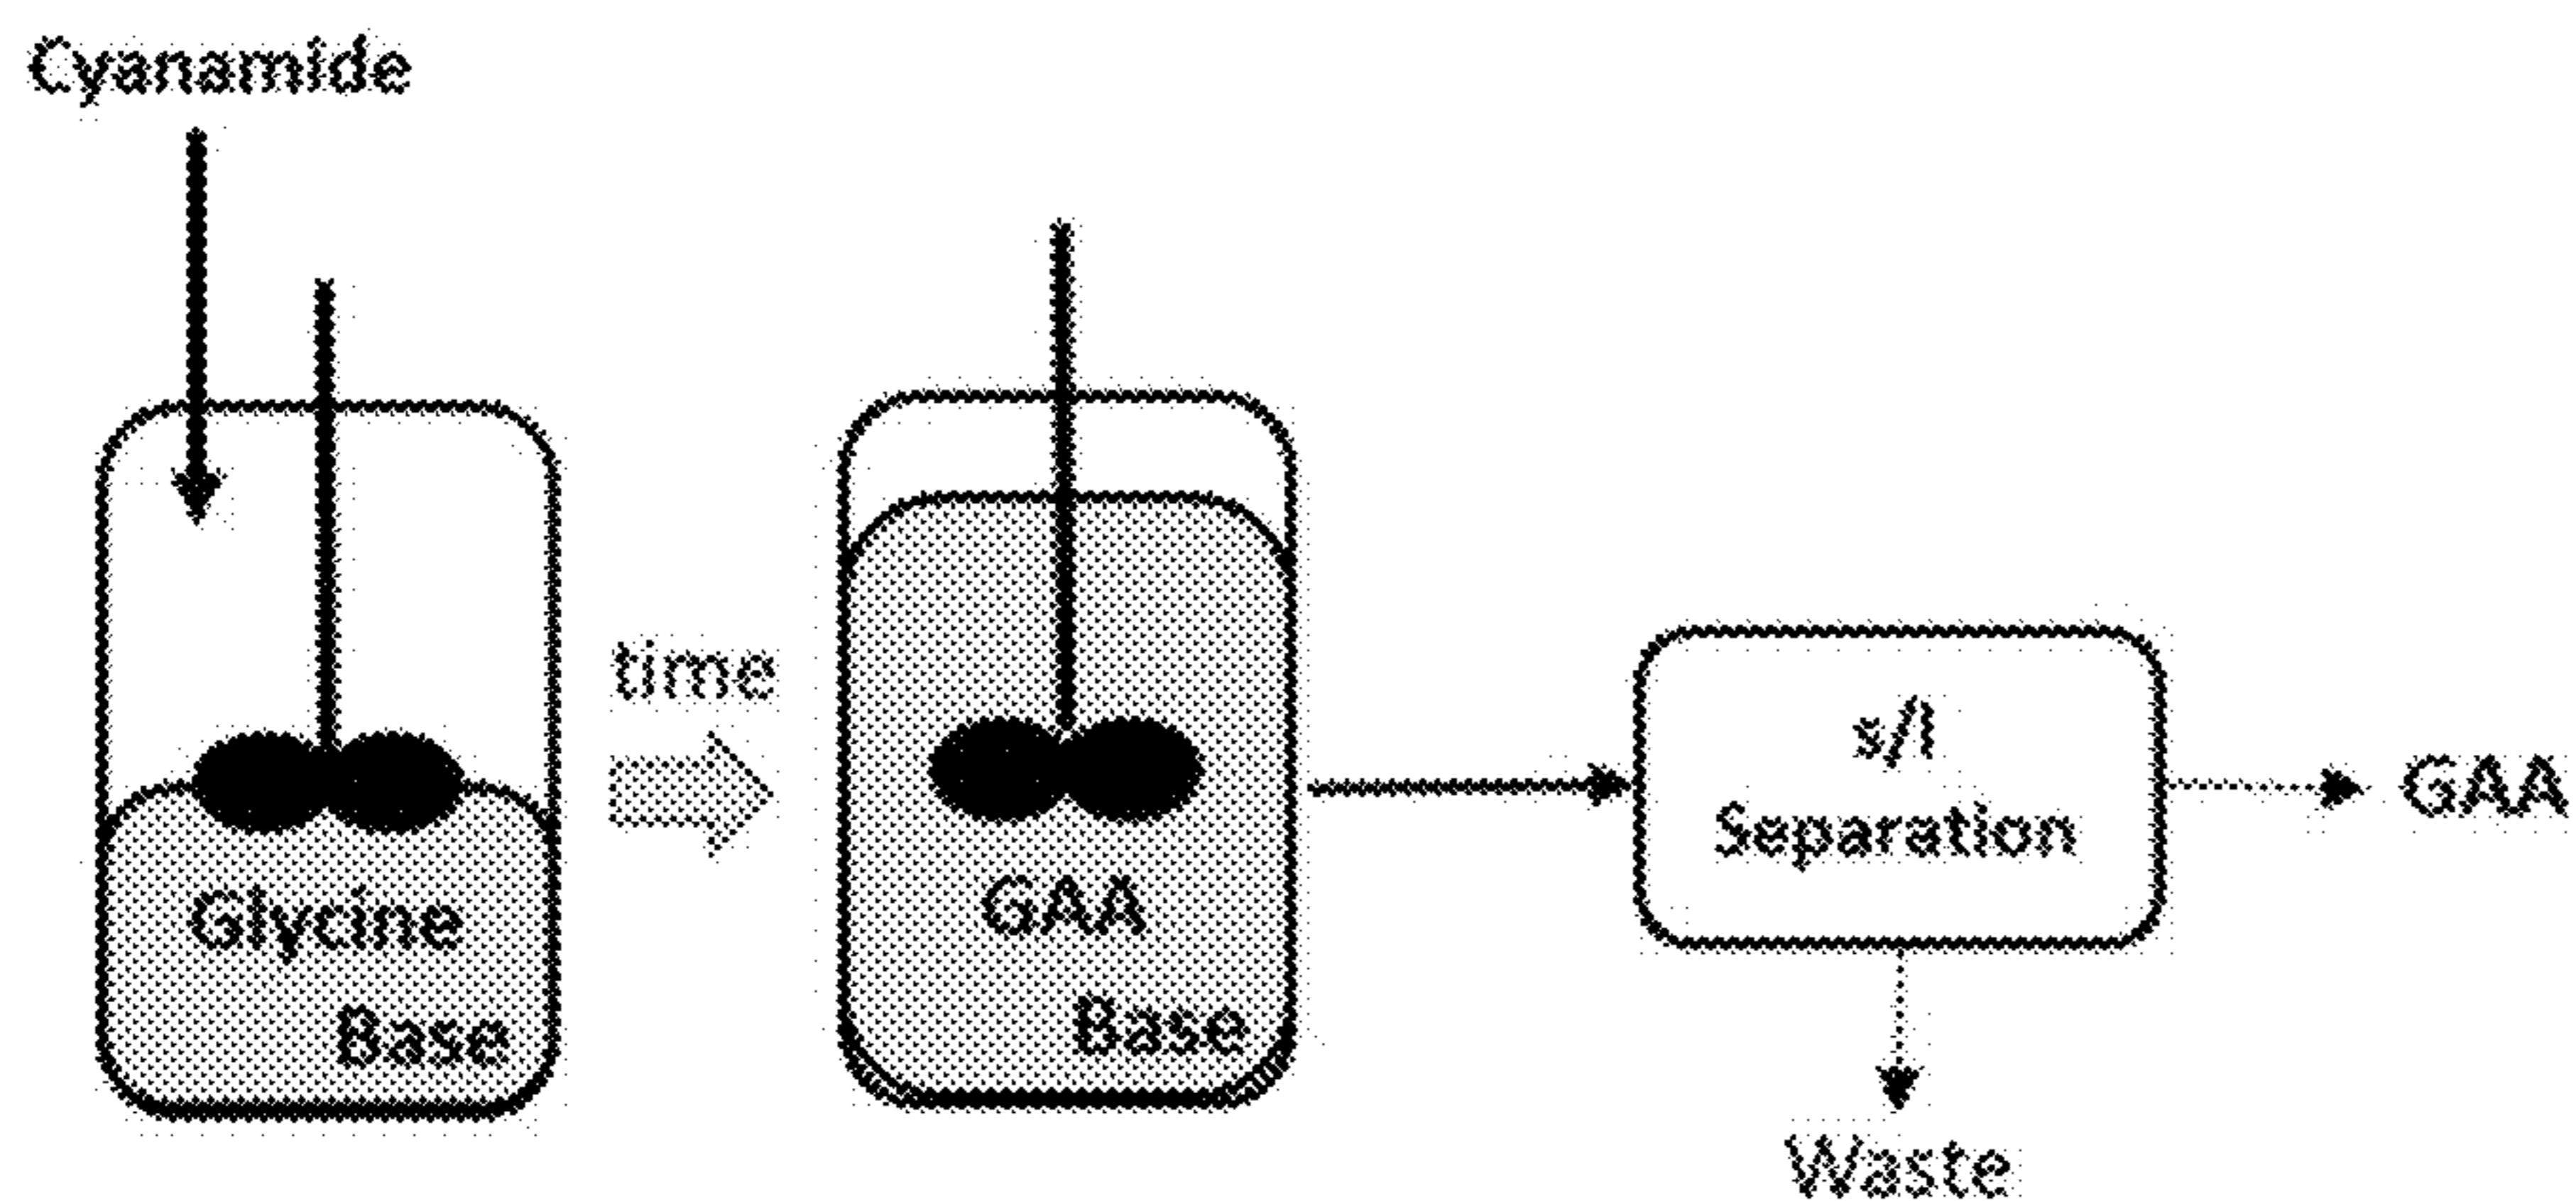 Cyanamide
time
Glycine
Base
GAA
Base
s/l
Separation
GAA
Waste